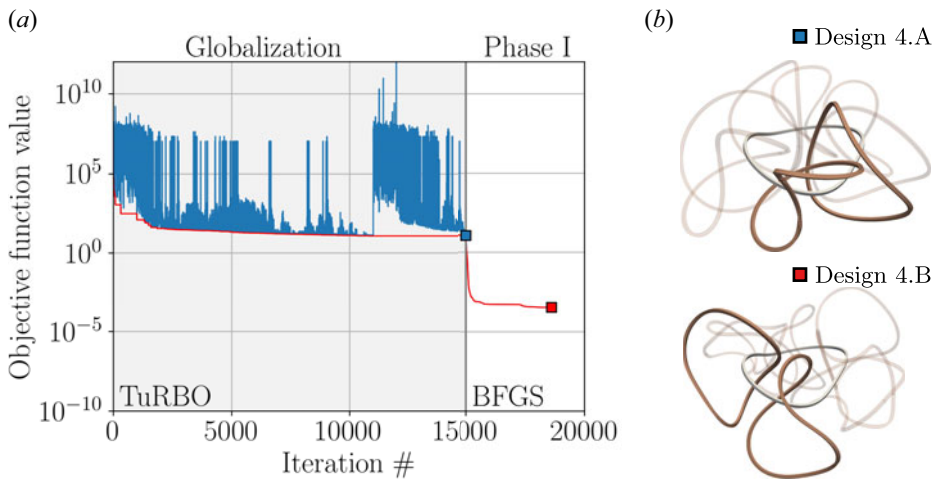 (a)
Globalization
Phase I
Objective function value
10^10
10^5
10^0
10^−5
10^−10
TuRBO
BFGS
0
5000
10000
15000
20000
Iteration #
(b)
Design 4.A
Design 4.B